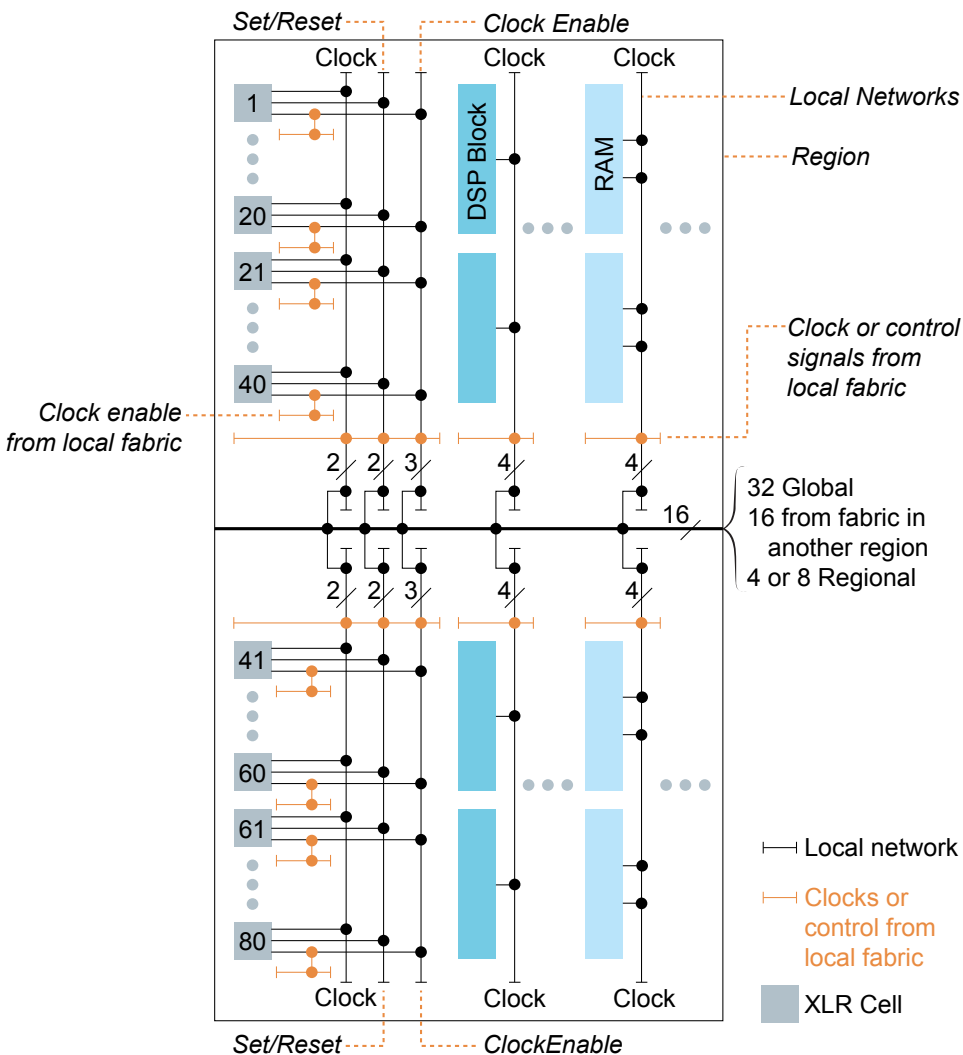 Set/Reset
Clock Enable
Clock
Clock
Clock
1
Local Networks
DSP Block
RAM
Region
20
21
Clock or control
signals from
local fabric
40
Clock enable
from local fabric
2
2
3
4
4
16
32 Global
16 from fabric in
another region
4 or 8 Regional
2
2
3
4
4
41
60
61
Local network
Clocks or
control from
local fabric
80
Clock
Clock
Clock
XLR Cell
Set/Reset
ClockEnable